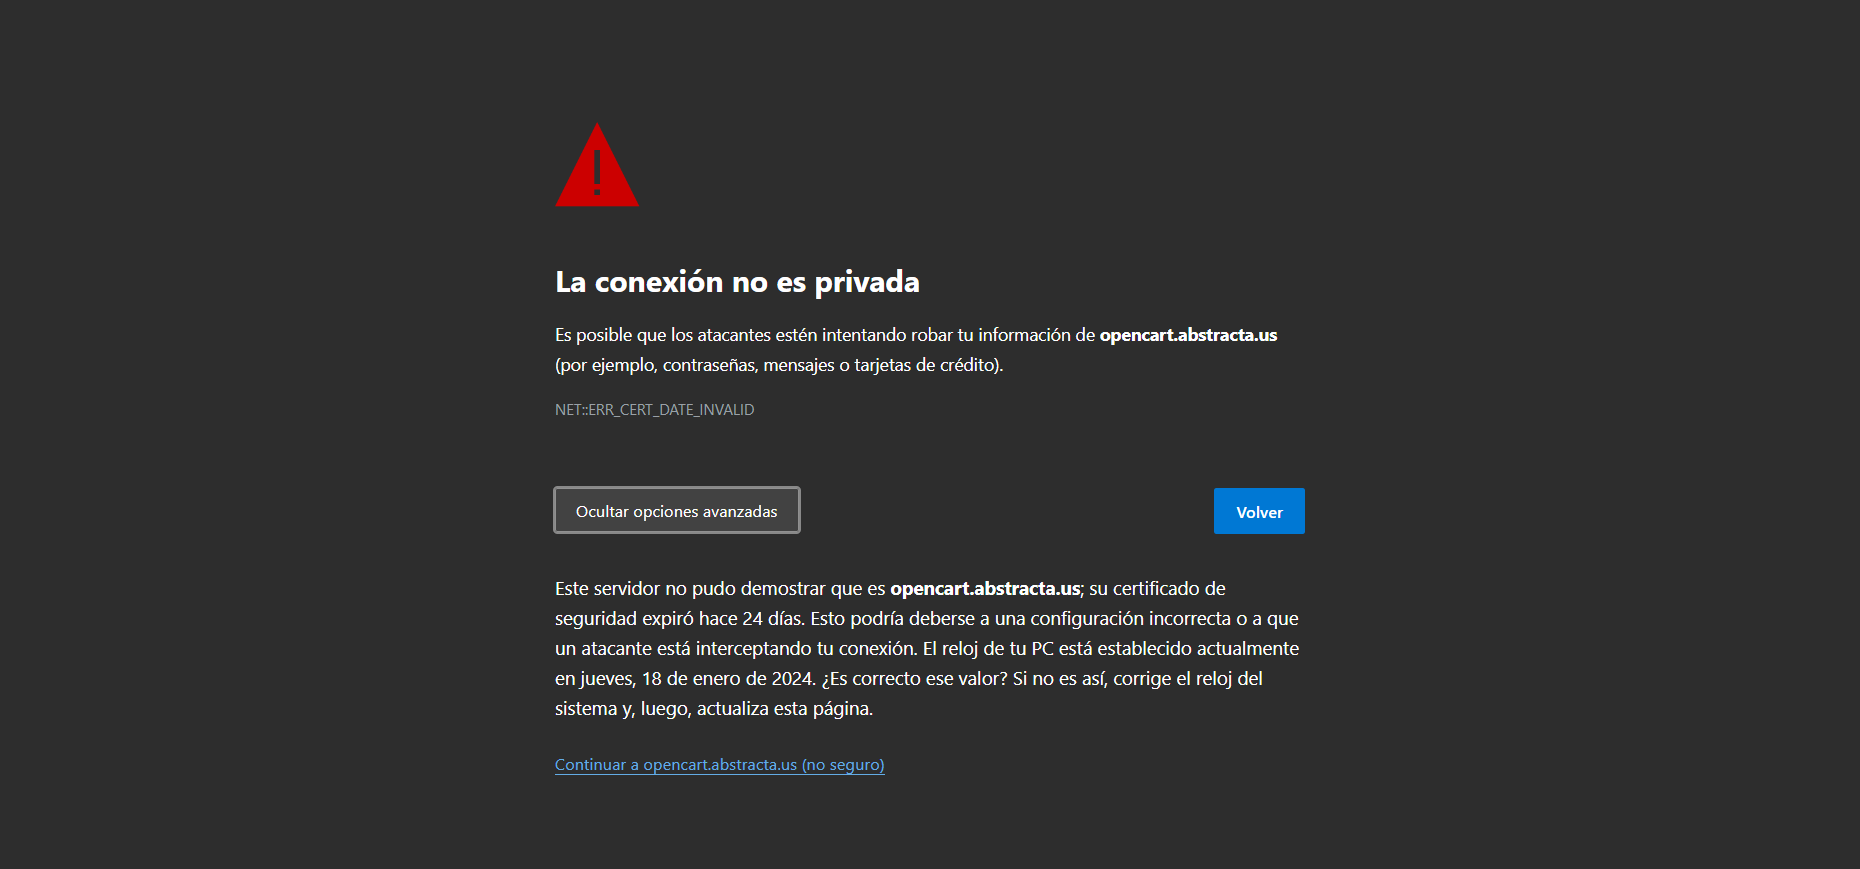 La conexión no es privada
Es posible que los atacantes estén intentando robar tu información de opencart.abstracta.us
(por ejemplo, contraseñas, mensajes o tarjetas de crédito).
NET::ERR_CERT_DATE_INVALID
Ocultar opciones avanzadas
Volver
Este servidor no pudo demostrar que es opencart.abstracta.us; su certificado de
seguridad expiró hace 24 días. Esto podría deberse a una configuración incorrecta o a que
un atacante está interceptando tu conexión. El reloj de tu PC está establecido actualmente
en jueves, 18 de enero de 2024. ¿Es correcto ese valor? Si no es así, corrige el reloj del
sistema y, luego, actualiza esta página.
Continuar a opencart.abstracta.us (no seguro)